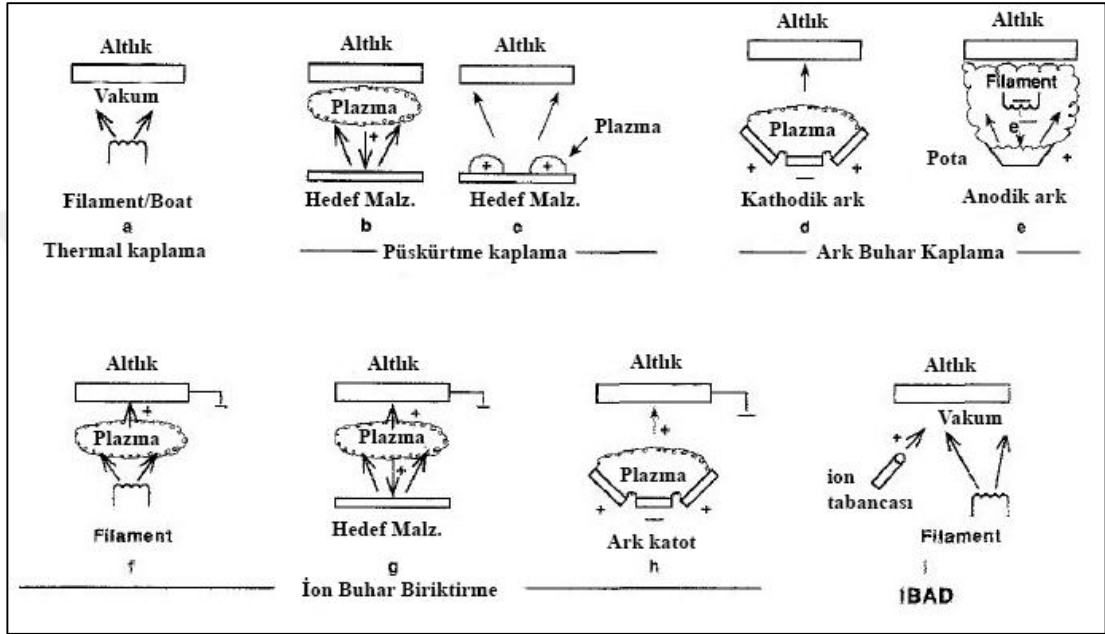 Altlık
Vakum
Filament/Boat
a
Thermal kaplama
Altlık
Plazma
+
Hedef Malz.
b
Altlık
Plazma
+ +
Hedef Malz.
c
Püskürtme kaplama
Altlık
Plazma
+ − +
Kathodik ark
d
Altlık
Filament
e⁻
Pota +
Anodik ark
e
Ark Buhar Kaplama
Altlık
+
Plazma
Filament
f
Altlık
+
Plazma
+
Hedef Malz.
g
Altlık
+
Plazma
+ − +
Ark katot
h
İon Buhar Biriktirme
Altlık
Vakum
+
ion
tabancası
Filament
i
IBAD